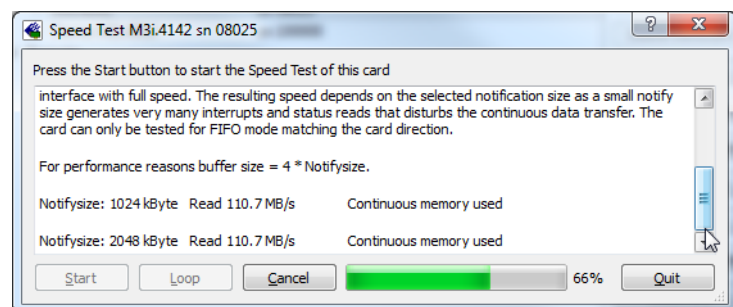 Speed Test M3i.4142 sn 08025
Press the Start button to start the Speed Test of this card
interface with full speed. The resulting speed depends on the selected notification size as a small notify
size generates very many interrupts and status reads that disturbs the continuous data transfer. The
card can only be tested for FIFO mode matching the card direction.
For performance reasons buffer size = 4 * Notifysize.
Notifysize: 1024 kByte Read 110.7 MB/s Continuous memory used
Notifysize: 2048 kByte Read 110.7 MB/s Continuous memory used
Start Loop Cancel 66% Quit